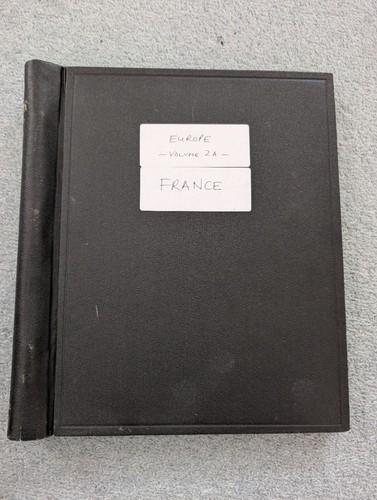 EUROPE
- VOLUME 2A -
FRANCE